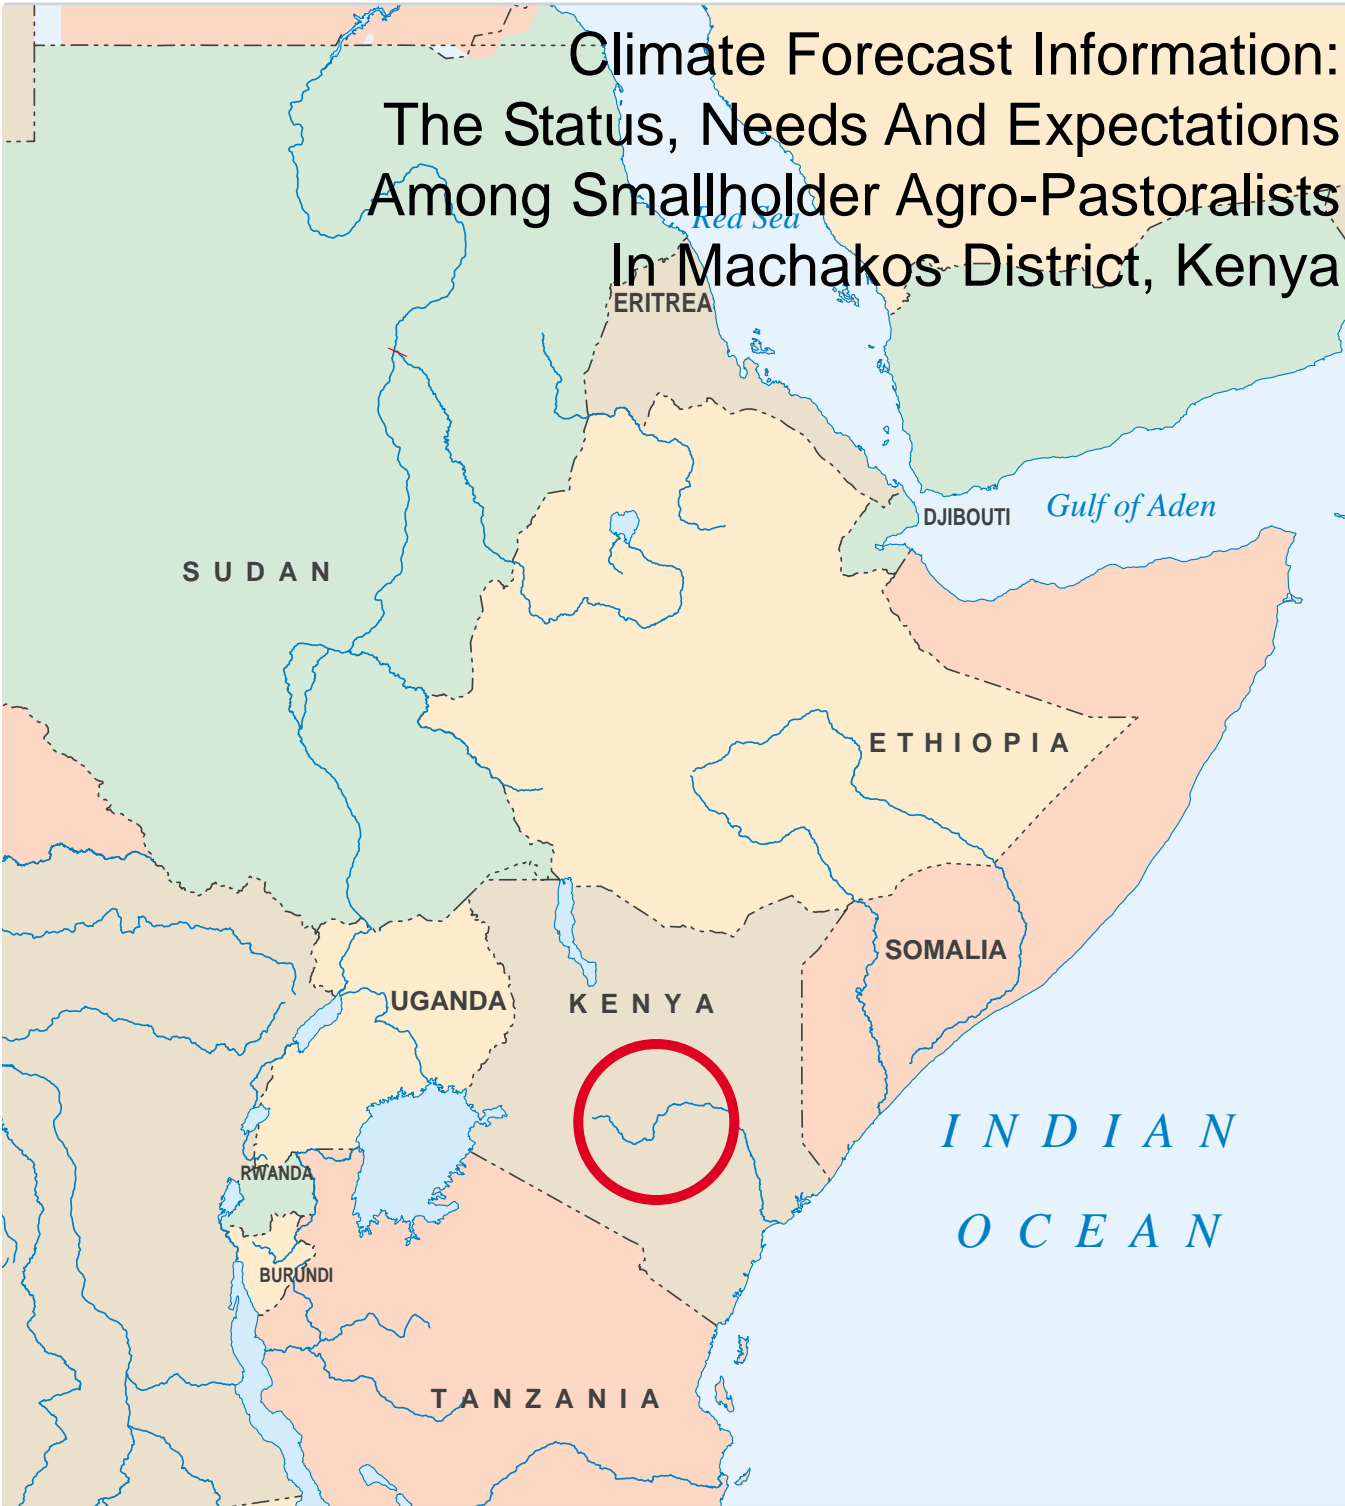 Climate Forecast Information:
The Status, Needs And Expectations
Among Smallholder Agro-Pastoralists
Red Sea
In Machakos District, Kenya
ERITREA
DJIBOUTI
Gulf of Aden
SUDAN
ETHIOPIA
SOMALIA
UGANDA
KENYA
INDIAN
RWANDA
OCEAN
BURUNDI
TANZANIA